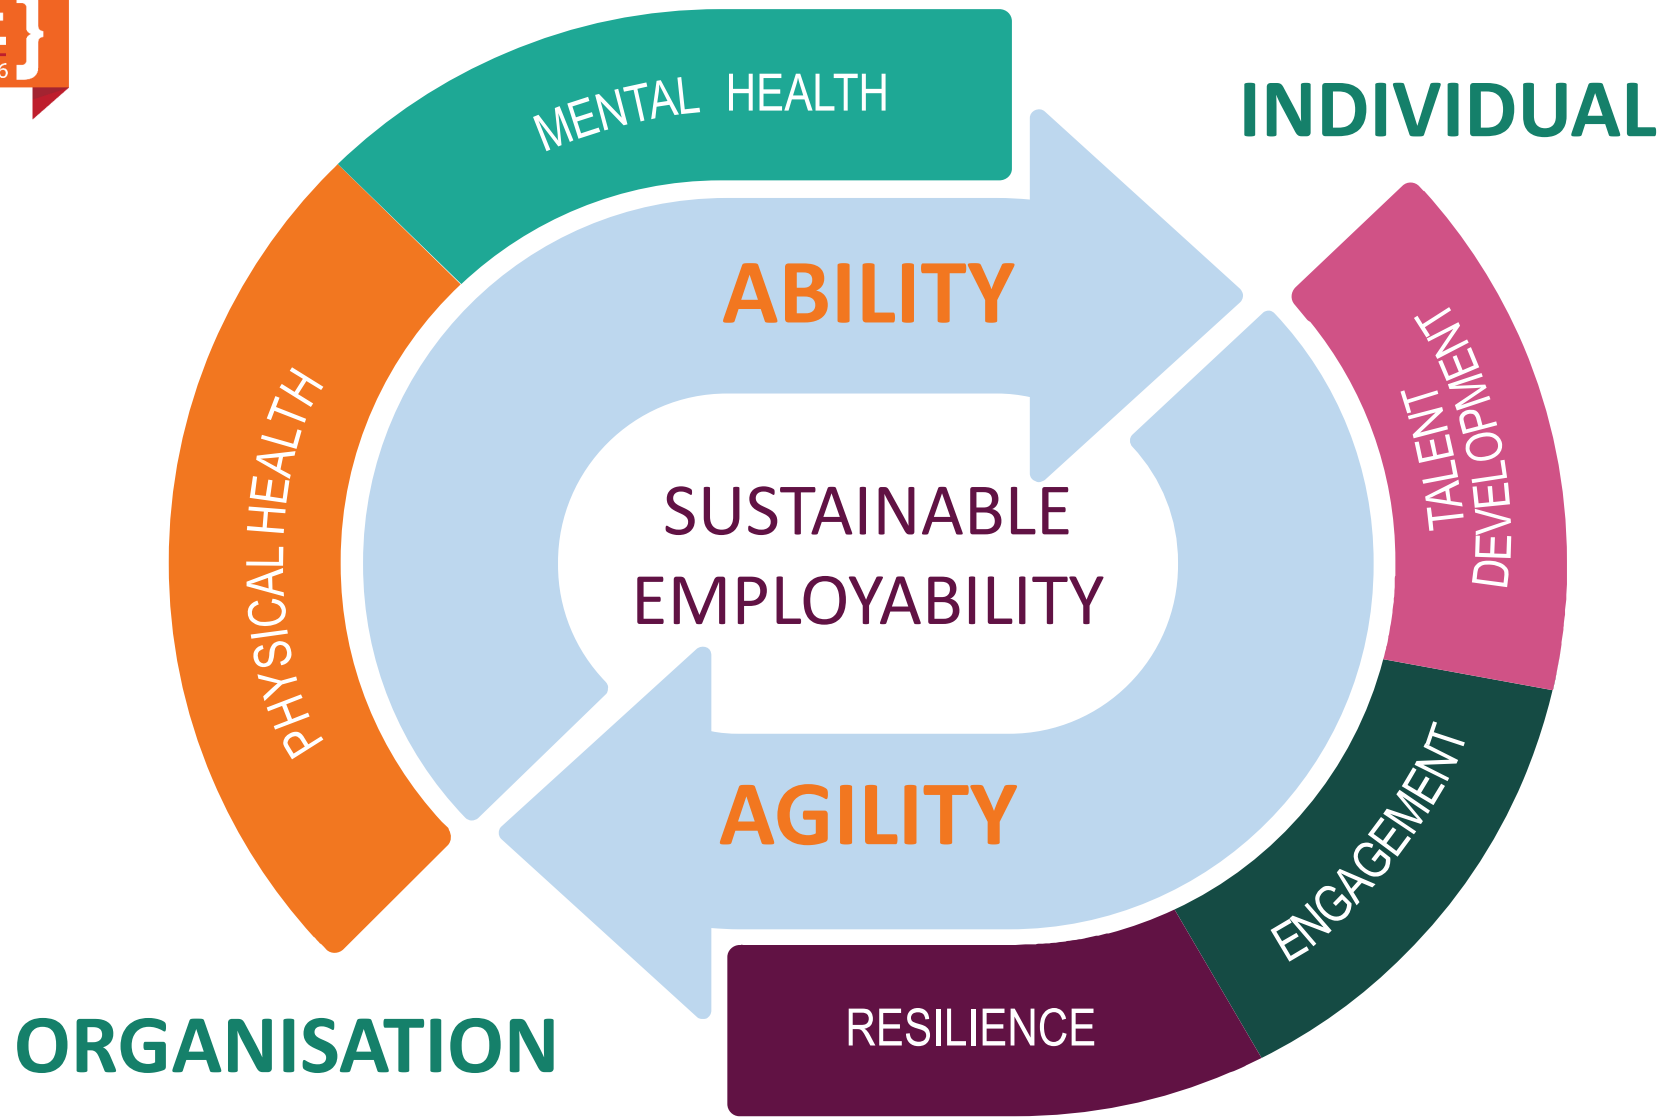 MENTAL HEALTH
INDIVIDUAL
ABILITY
PHYSICAL HEALTH
TALENT
DEVELOPMENT
SUSTAINABLE
EMPLOYABILITY
AGILITY
ENGAGEMENT
RESILIENCE
ORGANISATION